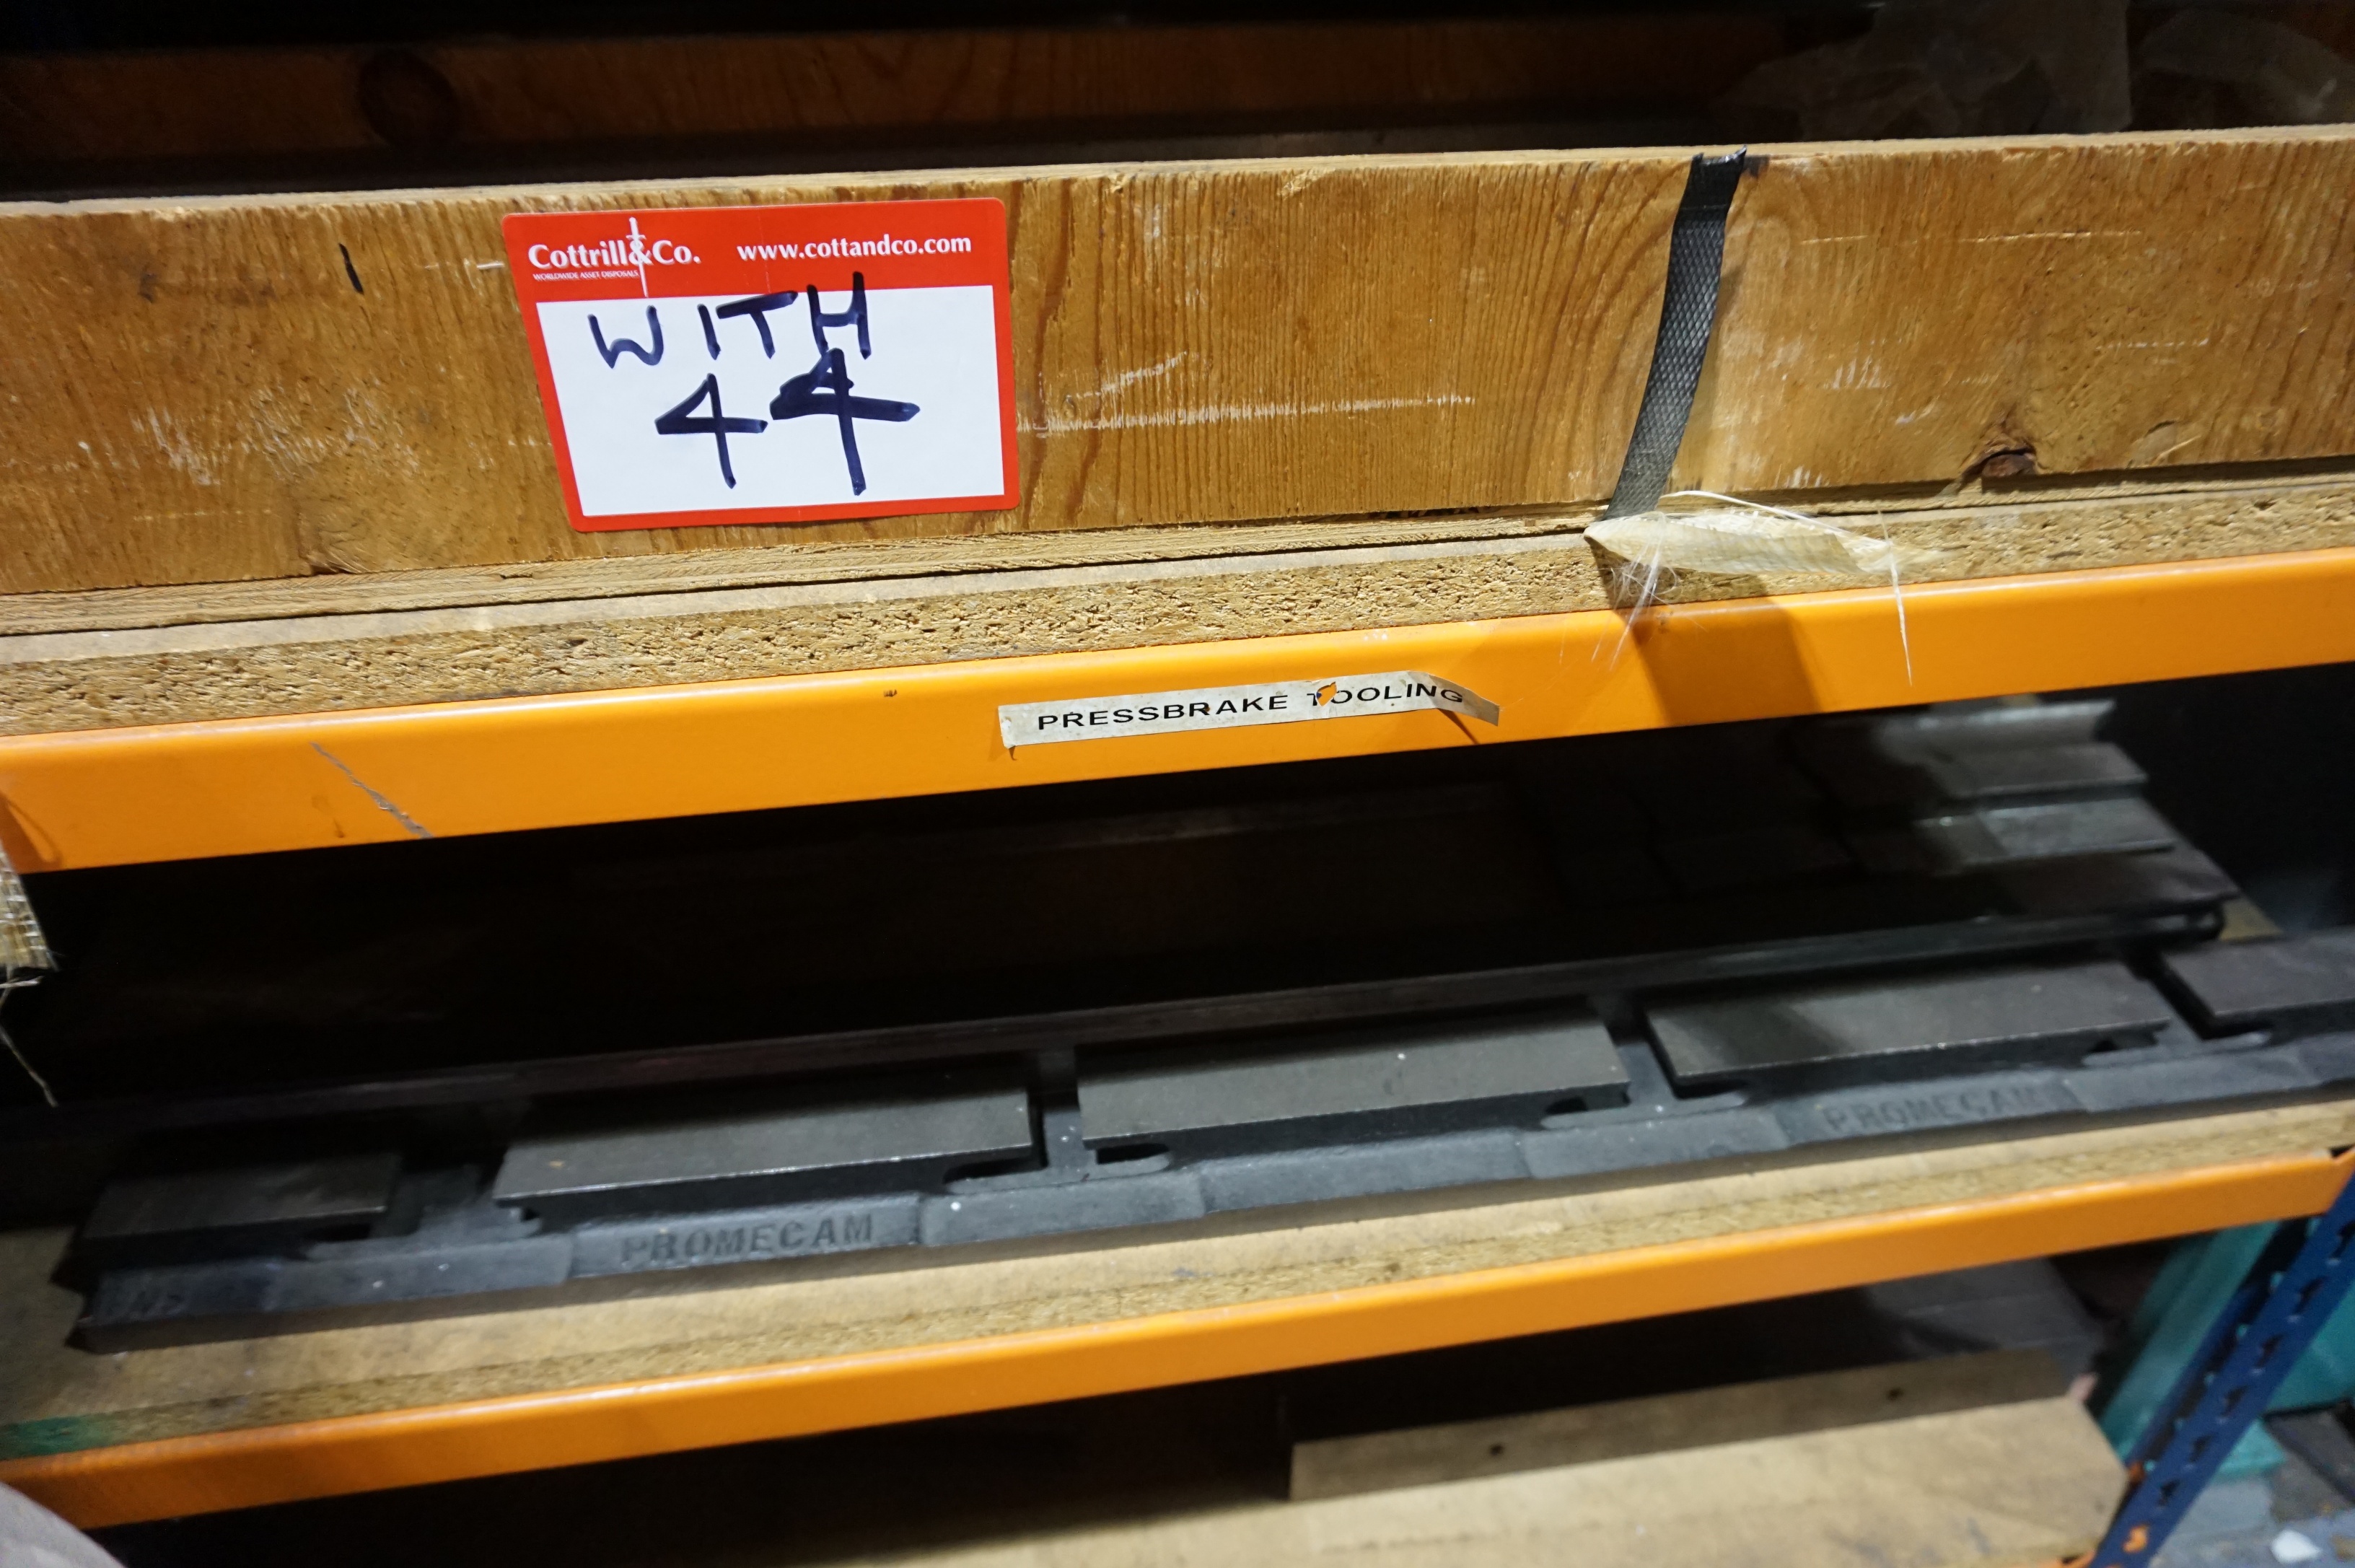 Cottrill&Co. www.cottandco.com
WORLDWIDE ASSET DISPOSALS
WITH
44
PRESSBRAKE TOOLING
PROMECAM
PROMECAM